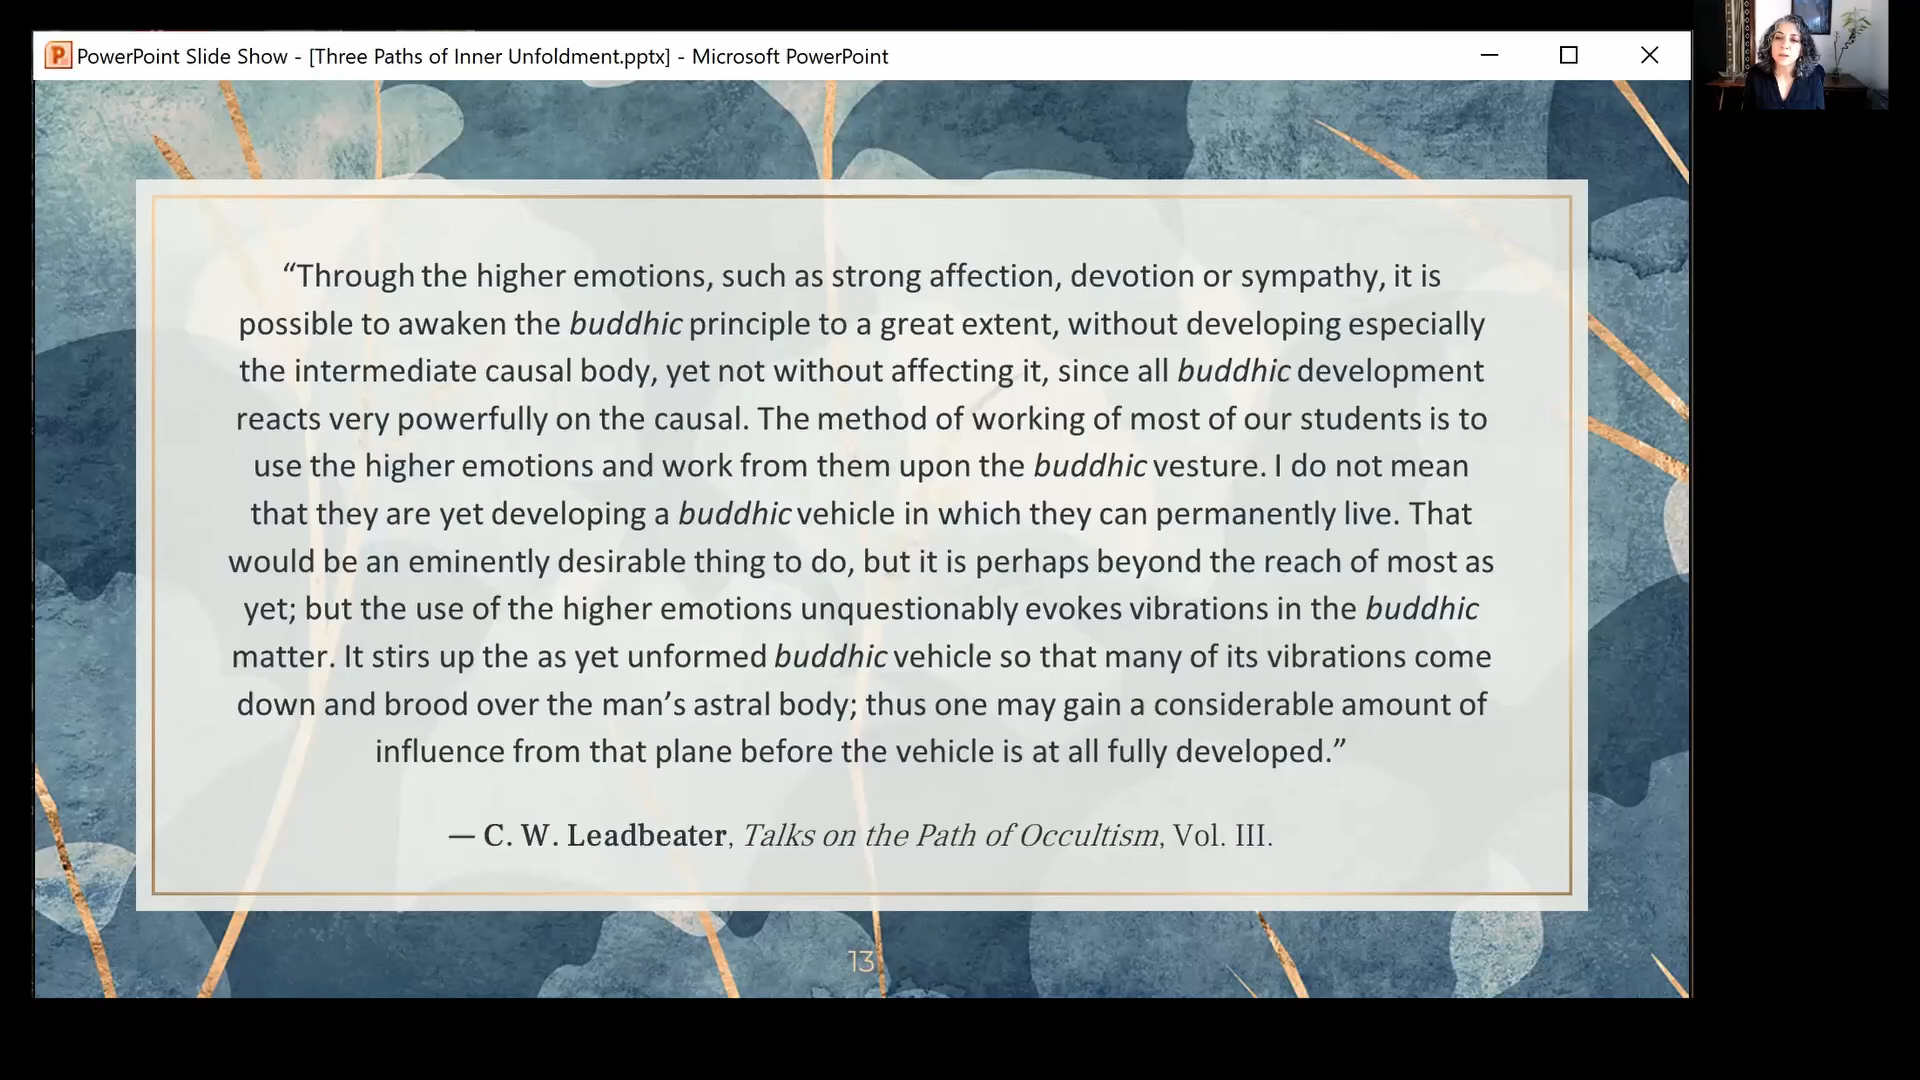 PowerPoint Slide Show - [Three Paths of Inner Unfoldment.pptx] - Microsoft PowerPoint
“Through the higher emotions, such as strong affection, devotion or sympathy, it is
possible to awaken the buddhic principle to a great extent, without developing especially
the intermediate causal body, yet not without affecting it, since all buddhic development
reacts very powerfully on the causal. The method of working of most of our students is to
use the higher emotions and work from them upon the buddhic vesture. I do not mean
that they are yet developing a buddhic vehicle in which they can permanently live. That
would be an eminently desirable thing to do, but it is perhaps beyond the reach of most as
yet; but the use of the higher emotions unquestionably evokes vibrations in the buddhic
matter. It stirs up the as yet unformed buddhic vehicle so that many of its vibrations come
down and brood over the man’s astral body; thus one may gain a considerable amount of
influence from that plane before the vehicle is at all fully developed.”
— C. W. Leadbeater, Talks on the Path of Occultism, Vol. III.
13